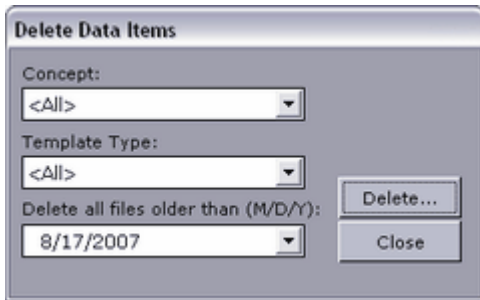 Delete Data Items
Concept:
<All>
Template Type:
<All>
Delete all files older than (M/D/Y):
8/17/2007
Delete...
Close